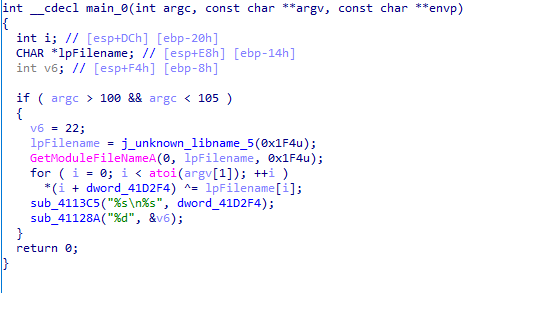 int __cdecl main_0(int argc, const char **argv, const char **envp)
{
  int i; // [esp+DCh] [ebp-20h]
  CHAR *lpFilename; // [esp+E8h] [ebp-14h]
  int v6; // [esp+F4h] [ebp-8h]

  if ( argc > 100 && argc < 105 )
  {
    v6 = 22;
    lpFilename = j_unknown_libname_5(0x1F4u);
    GetModuleFileNameA(0, lpFilename, 0x1F4u);
    for ( i = 0; i < atoi(argv[1]); ++i )
      *(i + dword_41D2F4) ^= lpFilename[i];
    sub_4113C5("%s\n%s", dword_41D2F4);
    sub_41128A("%d", &v6);
  }
  return 0;
}